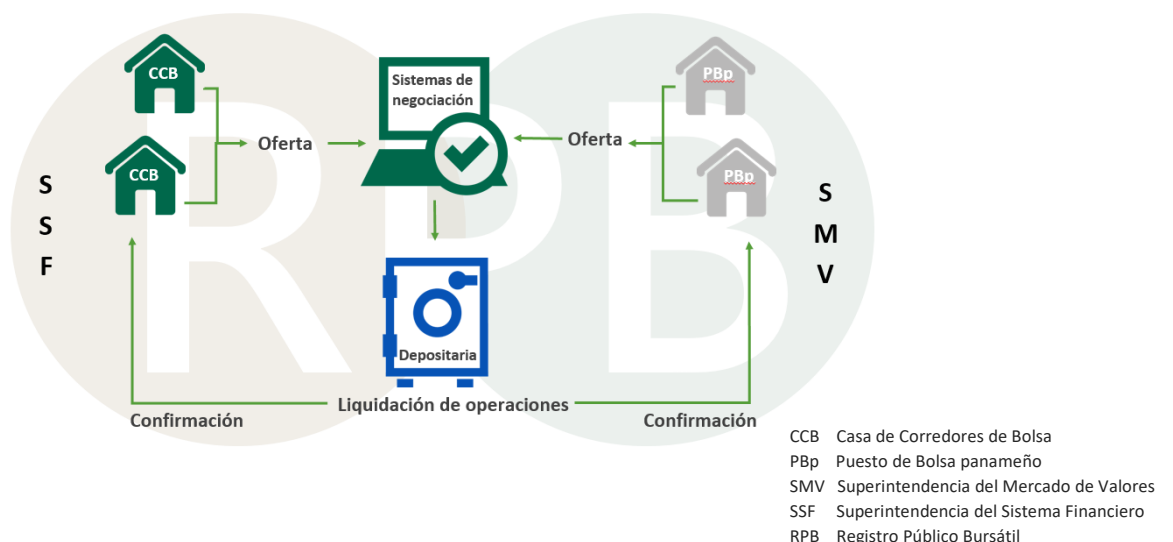 CCB
PBp
Sistemas de
negociación
Oferta
Oferta
CCB
PBp
S
S
F
S
M
V
R P B
Depositaria
Liquidación de operaciones
Confirmación
Confirmación
CCB Casa de Corredores de Bolsa
PBp Puesto de Bolsa panameño
SMV Superintendencia del Mercado de Valores
SSF Superintendencia del Sistema Financiero
RPB Registro Público Bursátil